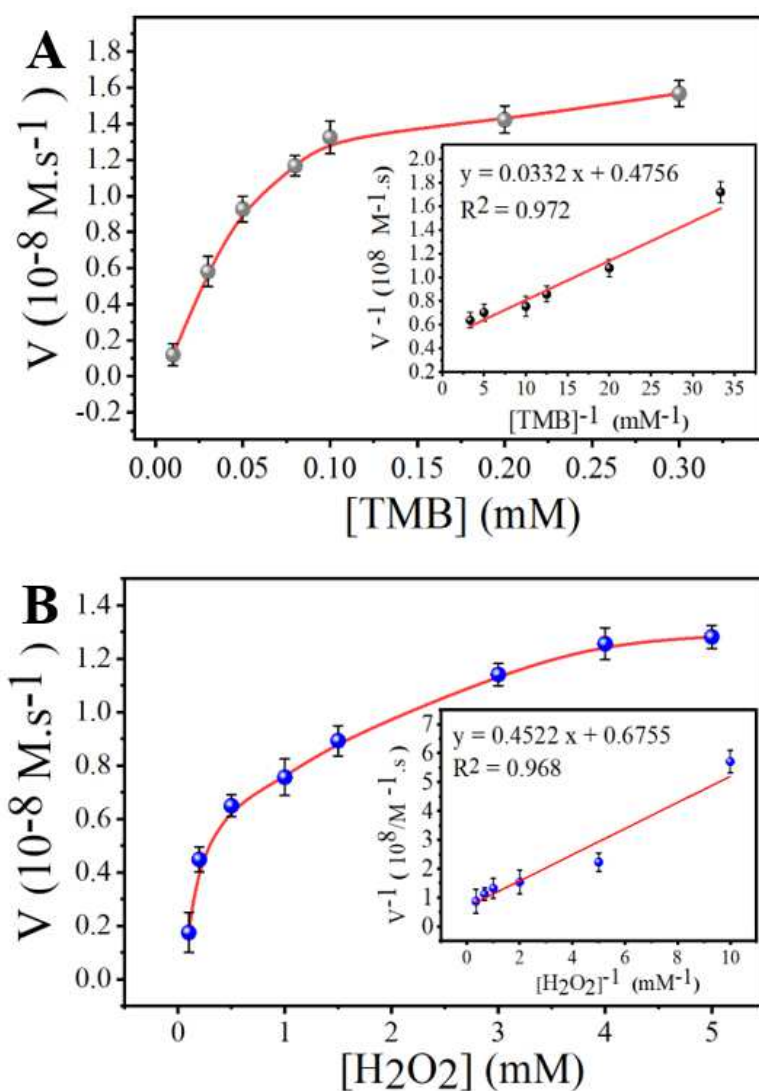 A
V (10-8 M.s-1)
1.8
1.6
1.4
1.2
1.0
0.8
0.6
0.4
0.2
0.0
-0.2
0.00 0.05 0.10 0.15 0.20 0.25 0.30
[TMB] (mM)
y = 0.0332 x + 0.4756
R2 = 0.972
V -1 (108 M-1.s)
2.0
1.8
1.6
1.4
1.2
1.0
0.8
0.6
0.4
0.2
0 5 10 15 20 25 30 35
[TMB]-1 (mM-1)
B
V (10-8 M.s-1)
1.4
1.2
1.0
0.8
0.6
0.4
0.2
0.0
0 1 2 3 4 5
[H2O2] (mM)
y = 0.4522 x + 0.6755
R2 = 0.968
V-1 (108/M -1.s)
7
6
5
4
3
2
1
0
0 2 4 6 8 10
[H2O2]-1 (mM-1)